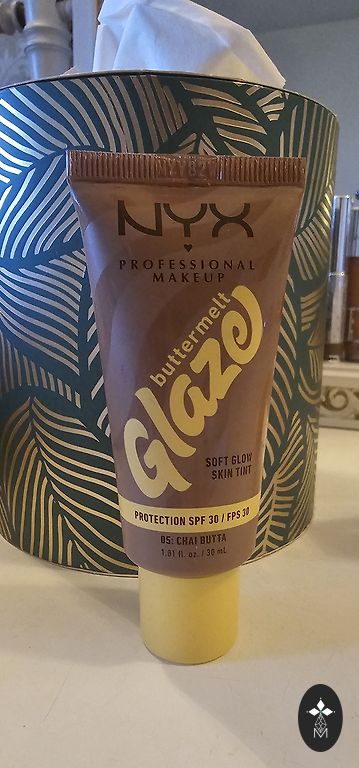 NYX
PROFESSIONAL
MAKEUP
buttermelt
Glaze
SOFT GLOW
SKIN TINT
PROTECTION SPF 30 / FPS 30
05: CHAI BUTTA
1.01 fl. oz. / 30 mL
M